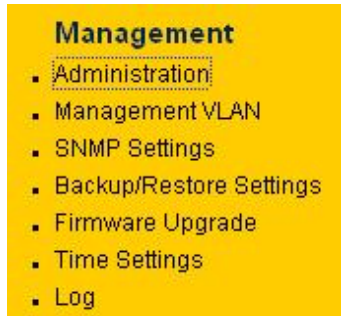 Management
Administration
Management VLAN
SNMP Settings
Backup/Restore Settings
Firmware Upgrade
Time Settings
Log